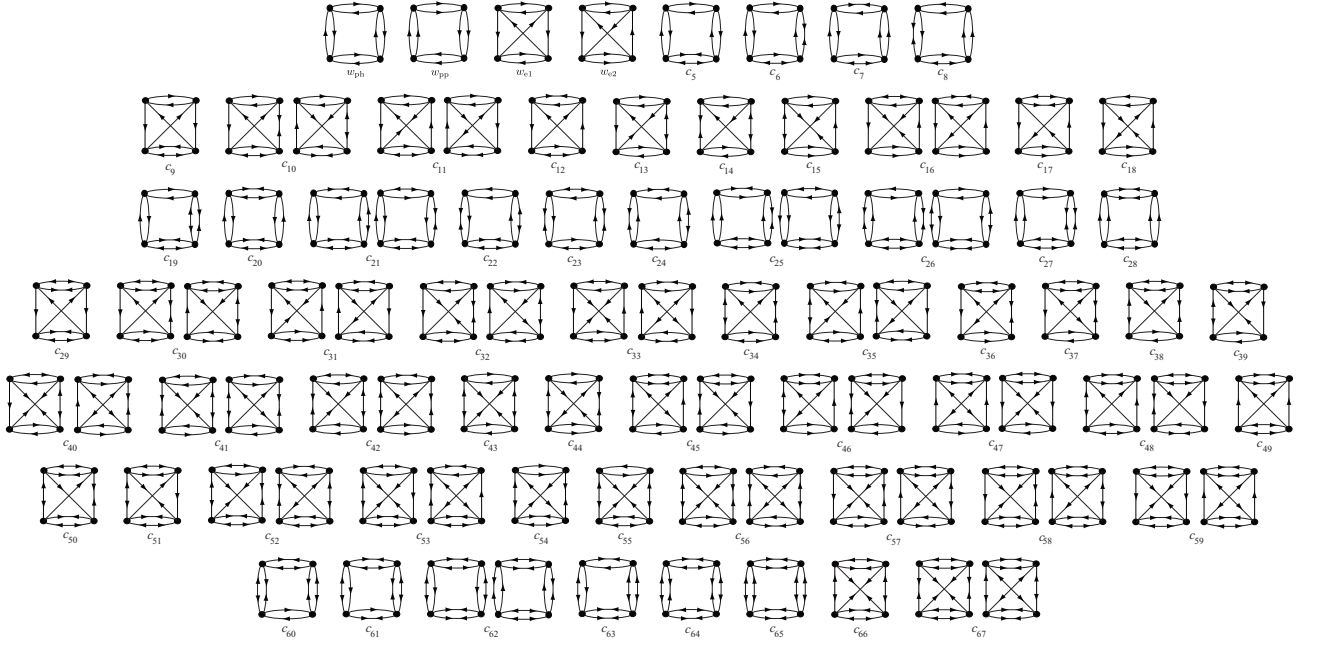 w_ph w_pp w_e1 w_e2 c_5 c_6 c_7 c_8
c_9 c_10 c_11 c_12 c_13 c_14 c_15 c_16 c_17 c_18
c_19 c_20 c_21 c_22 c_23 c_24 c_25 c_26 c_27 c_28
c_29 c_30 c_31 c_32 c_33 c_34 c_35 c_36 c_37 c_38 c_39
c_40 c_41 c_42 c_43 c_44 c_45 c_46 c_47 c_48 c_49
c_50 c_51 c_52 c_53 c_54 c_55 c_56 c_57 c_58 c_59
c_60 c_61 c_62 c_63 c_64 c_65 c_66 c_67